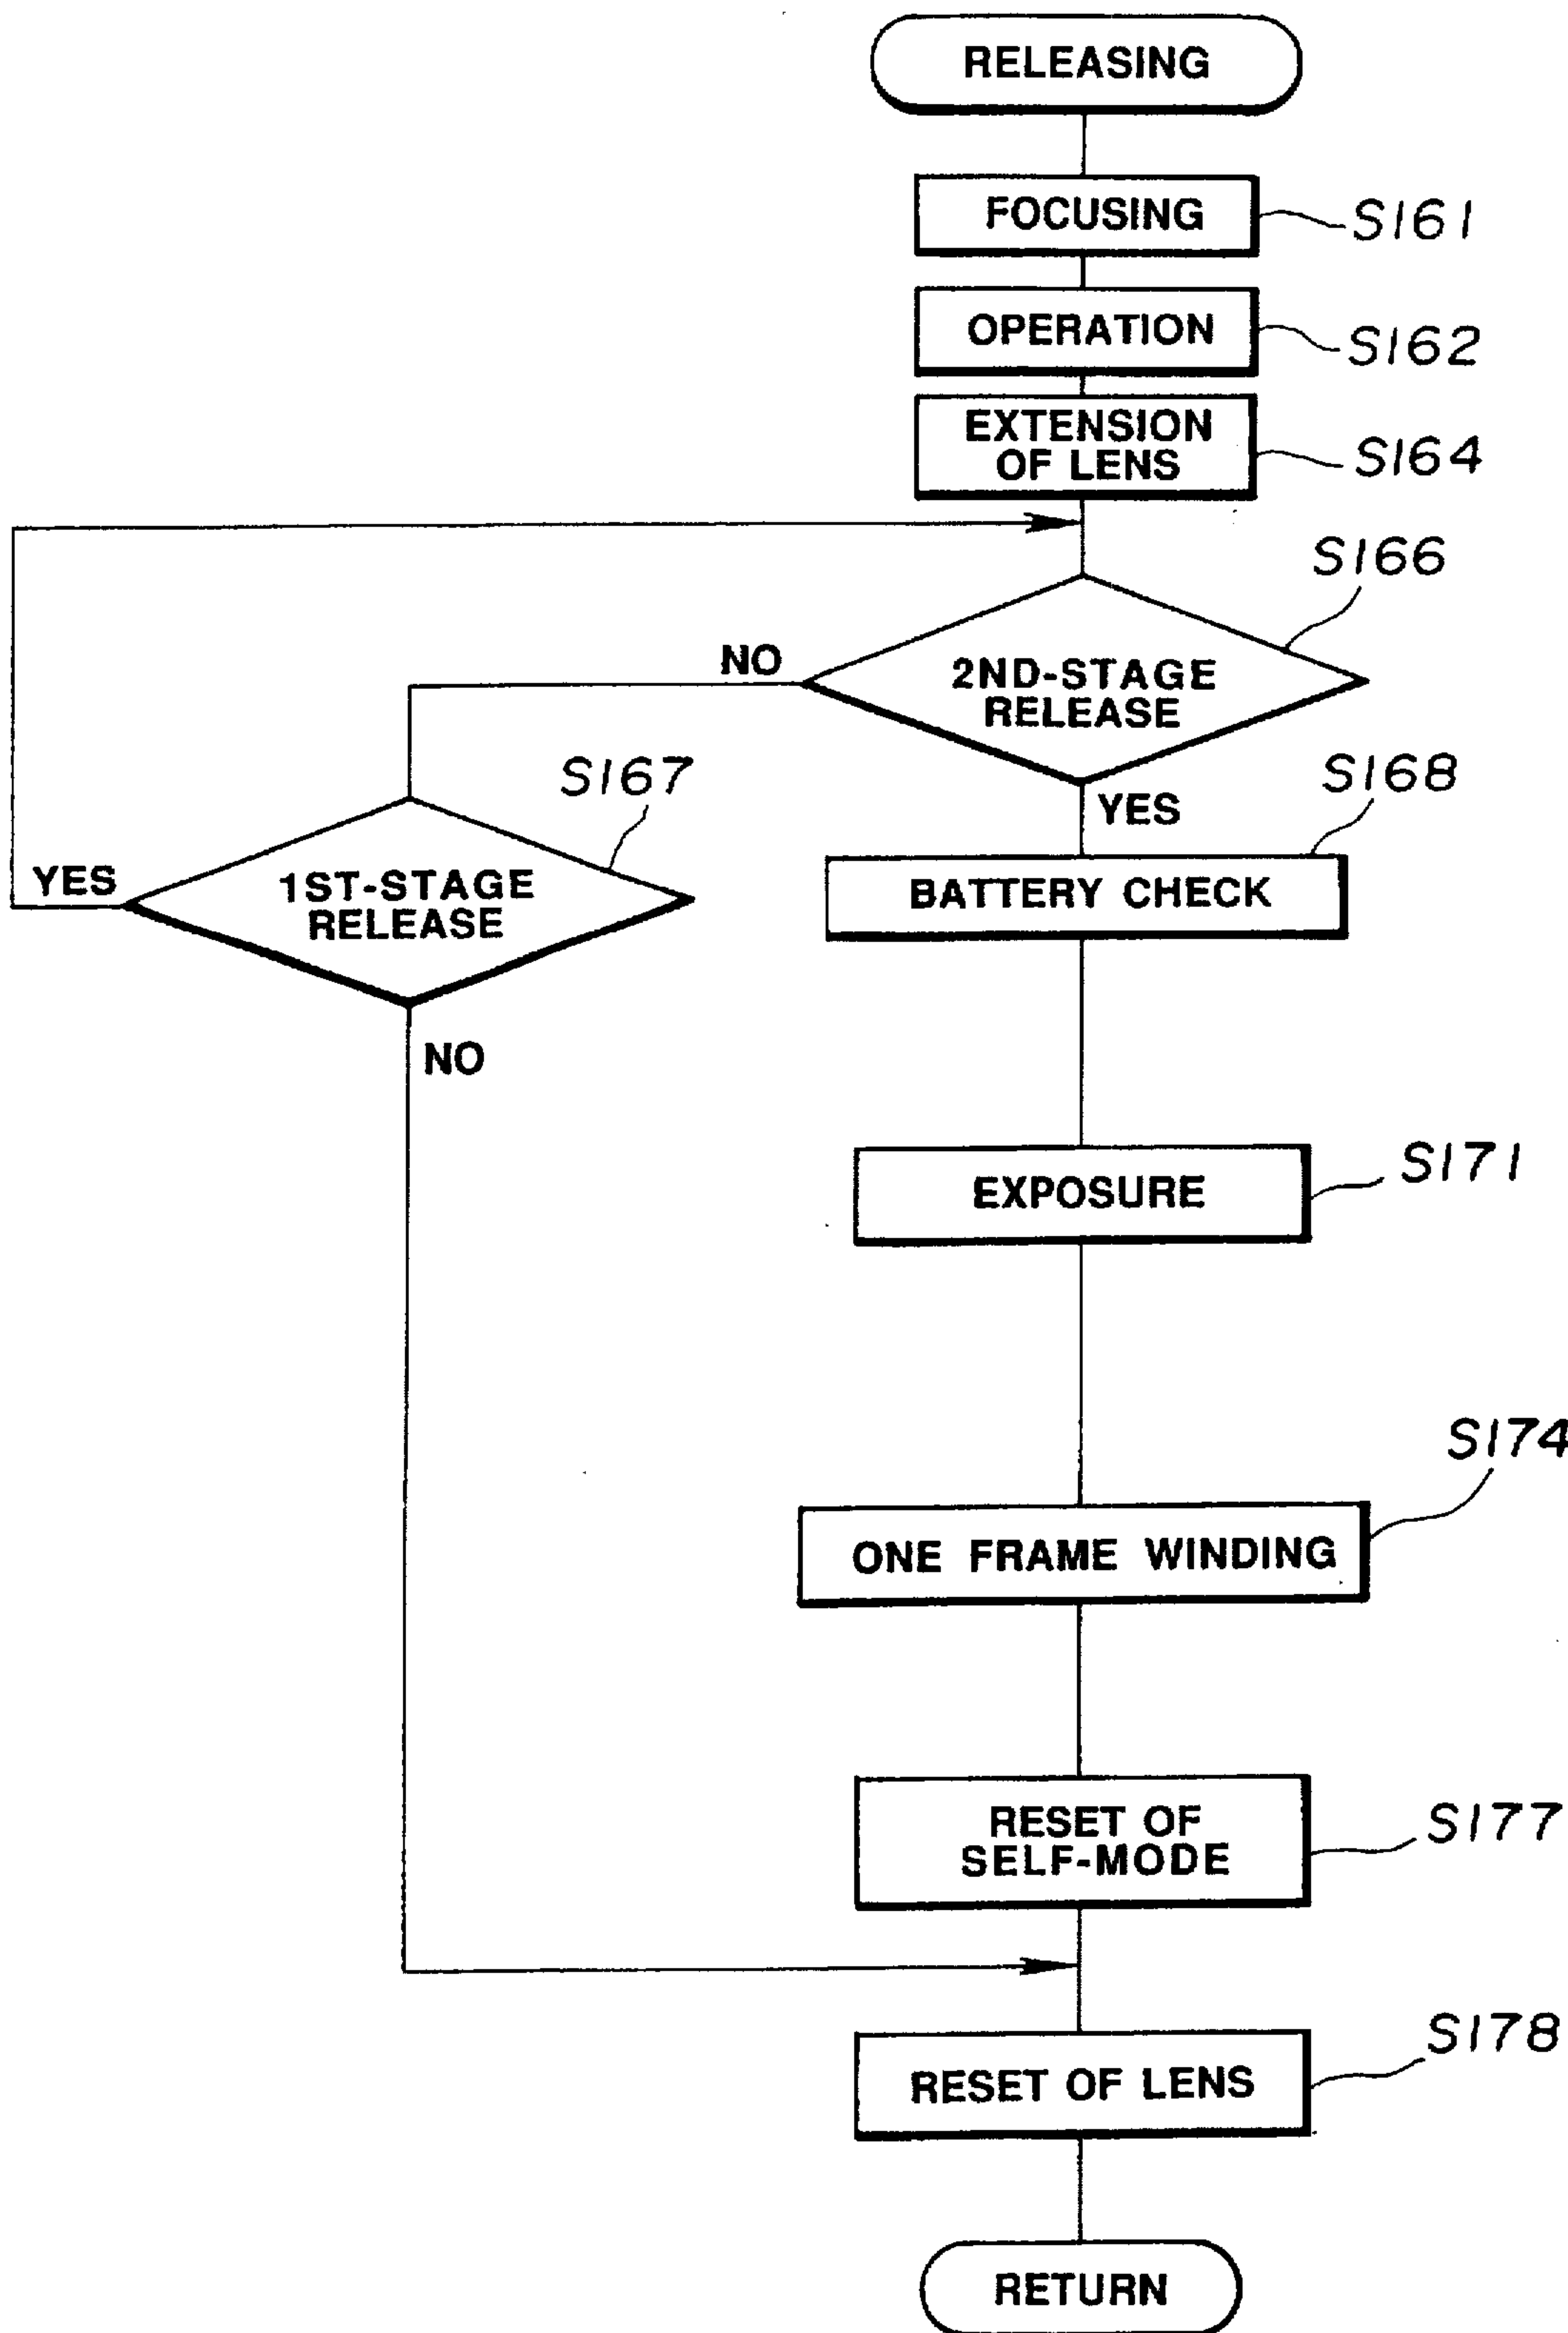 RELEASING
FOCUSING
S161
OPERATION
S162
EXTENSION
OF LENS
S164
S166
NO
2ND-STAGE
RELEASE
YES
S167
S168
YES
1ST-STAGE
RELEASE
NO
BATTERY CHECK
EXPOSURE
S171
S174
ONE FRAME WINDING
RESET OF
SELF-MODE
S177
S178
RESET OF LENS
RETURN